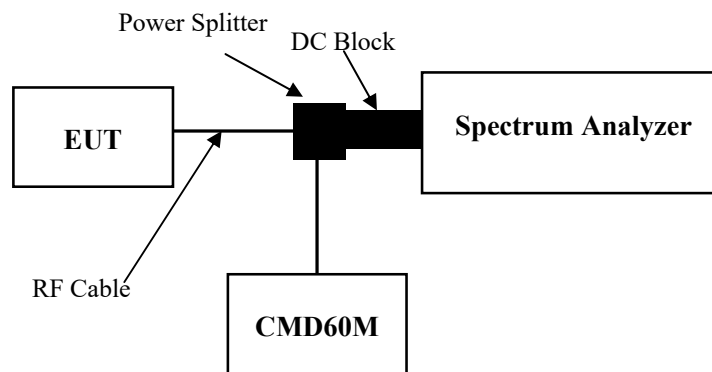 Power Splitter
DC Block
EUT
Spectrum Analyzer
RF Cable
CMD60M